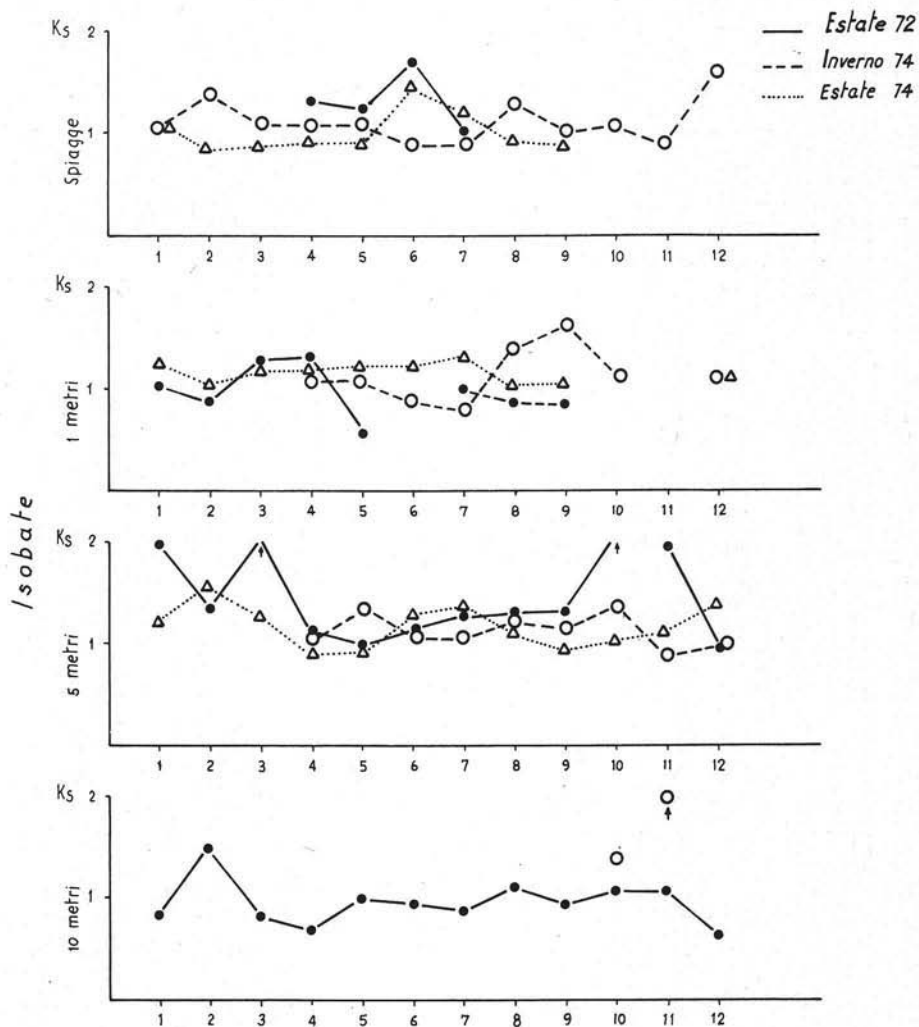 Ks 2
Estate 72
Inverno 74
Estate 74
1
Spiagge
1 2 3 4 5 6 7 8 9 10 11 12
Ks 2
1
1 metri
1 2 3 4 5 6 7 8 9 10 11 12
Isobate
Ks 2
1
5 metri
1 2 3 4 5 6 7 8 9 10 11 12
Ks 2
1
10 metri
1 2 3 4 5 6 7 8 9 10 11 12